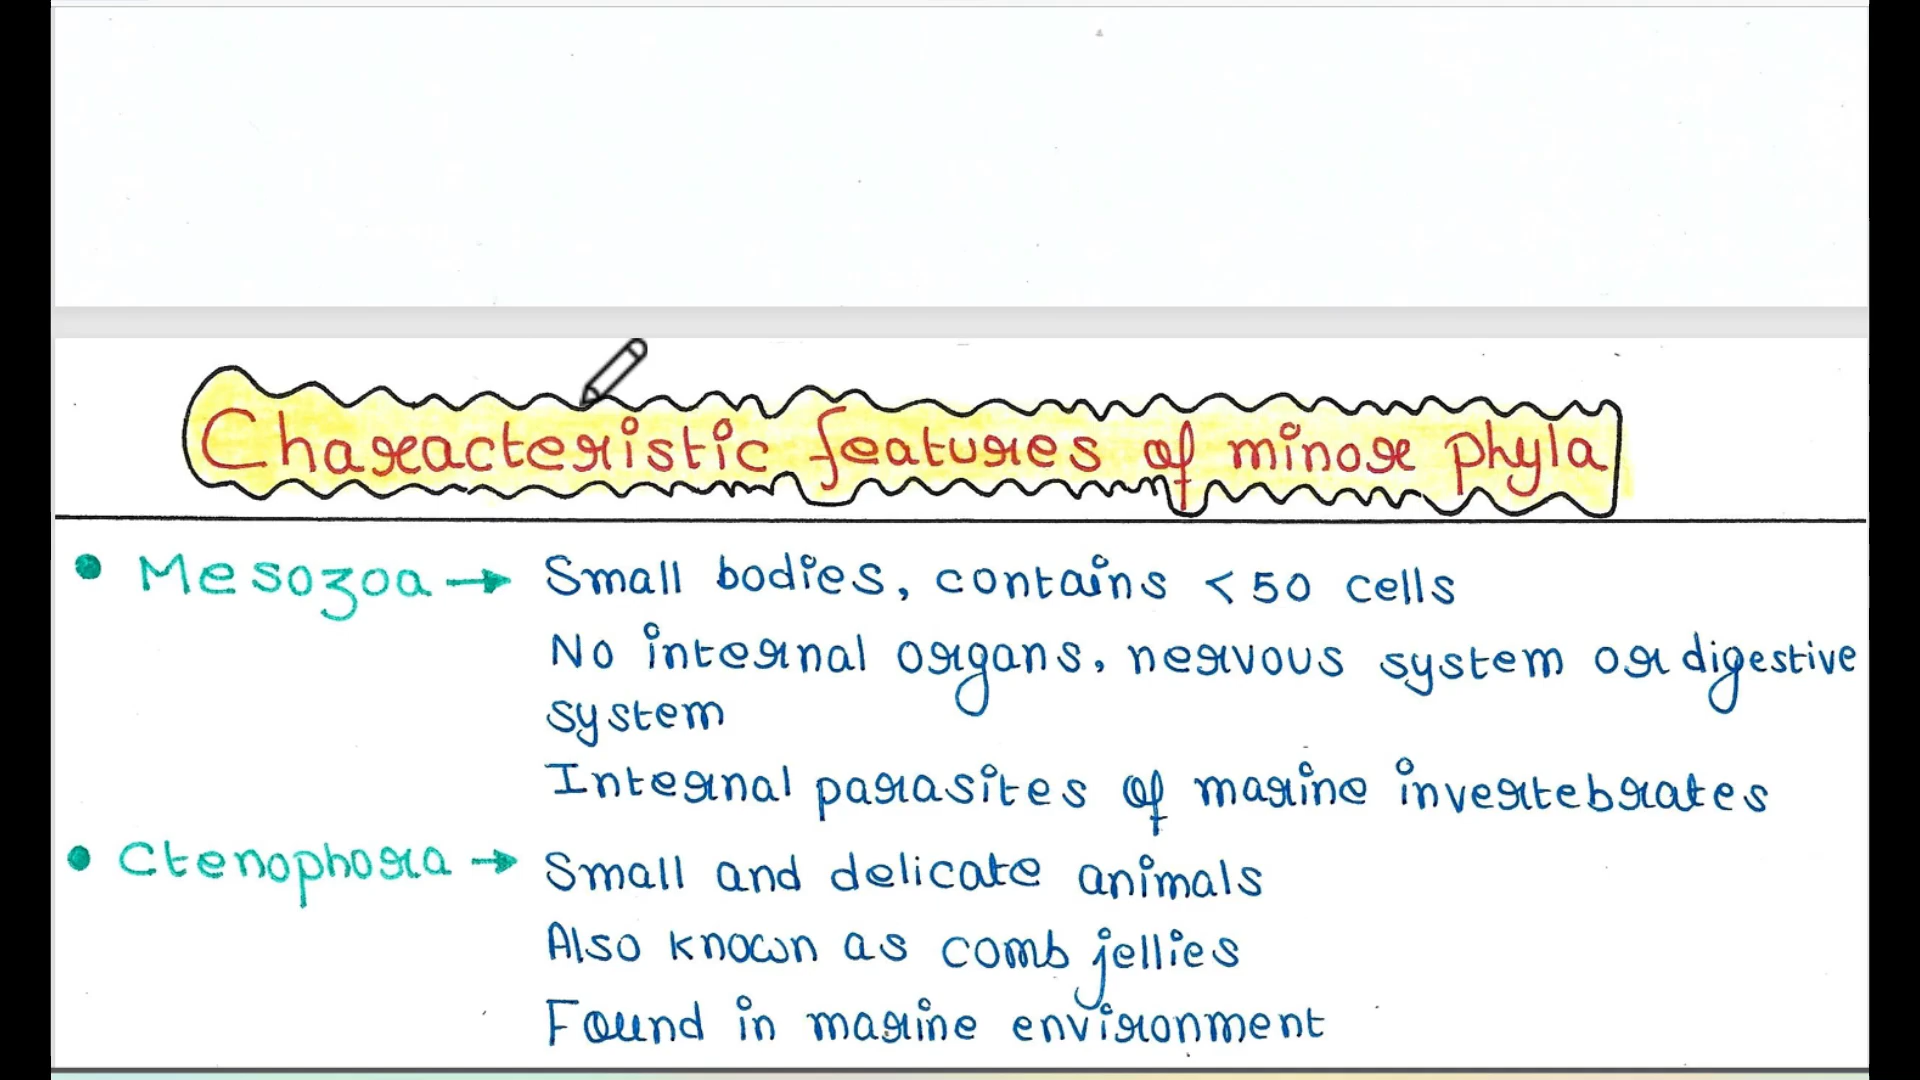 Characteristic features of minor phyla
• Mesozoa → Small bodies, contains < 50 cells
No internal organs, nervous system or digestive
system
Internal parasites of marine invertebrates
• Ctenophora → Small and delicate animals
Also known as comb jellies
Found in marine environment